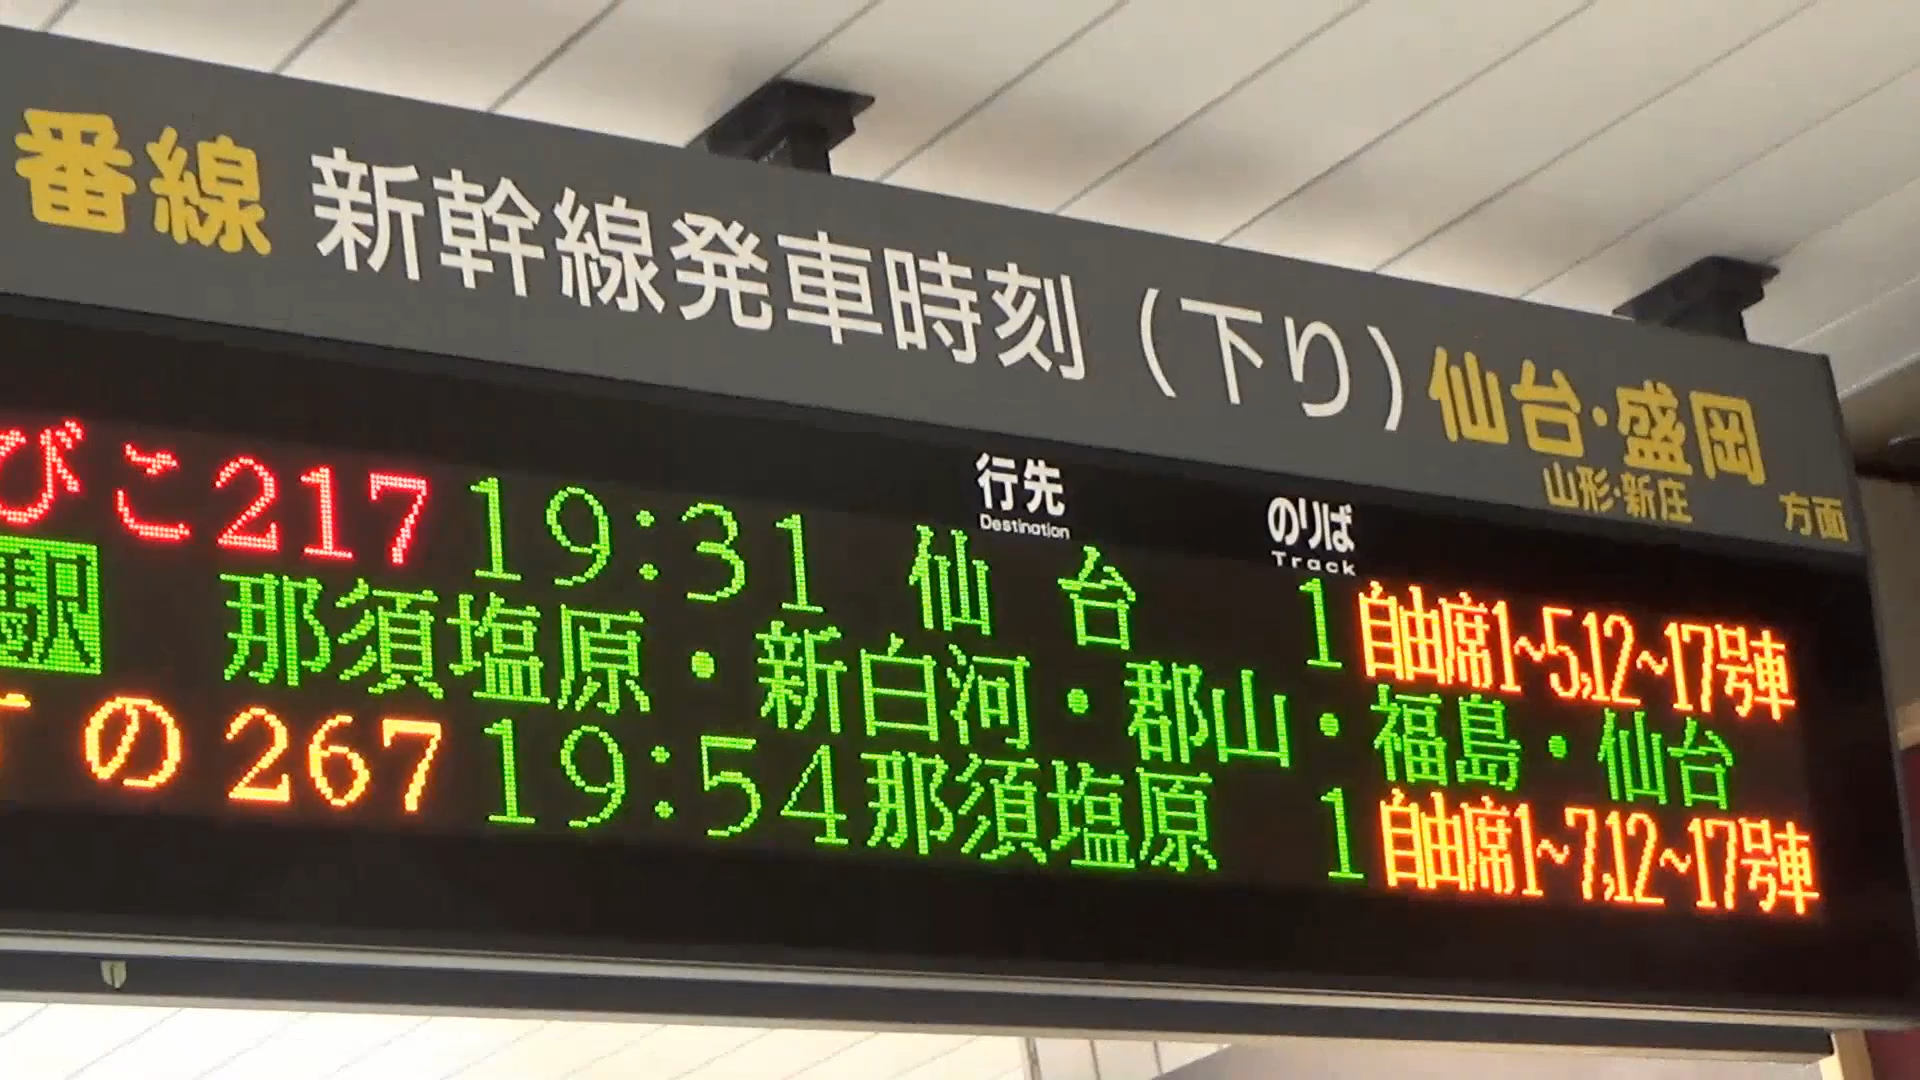 番線 新幹線発車時刻（下り）仙台・盛岡
山形・新庄 方面
行先 のりば
Destination Track
びこ217 19:31 仙台 1 自由席1~5,12~17号車
駅 那須塩原・新白河・郡山・福島・仙台
の267 19:54 那須塩原 1 自由席1~7,12~17号車